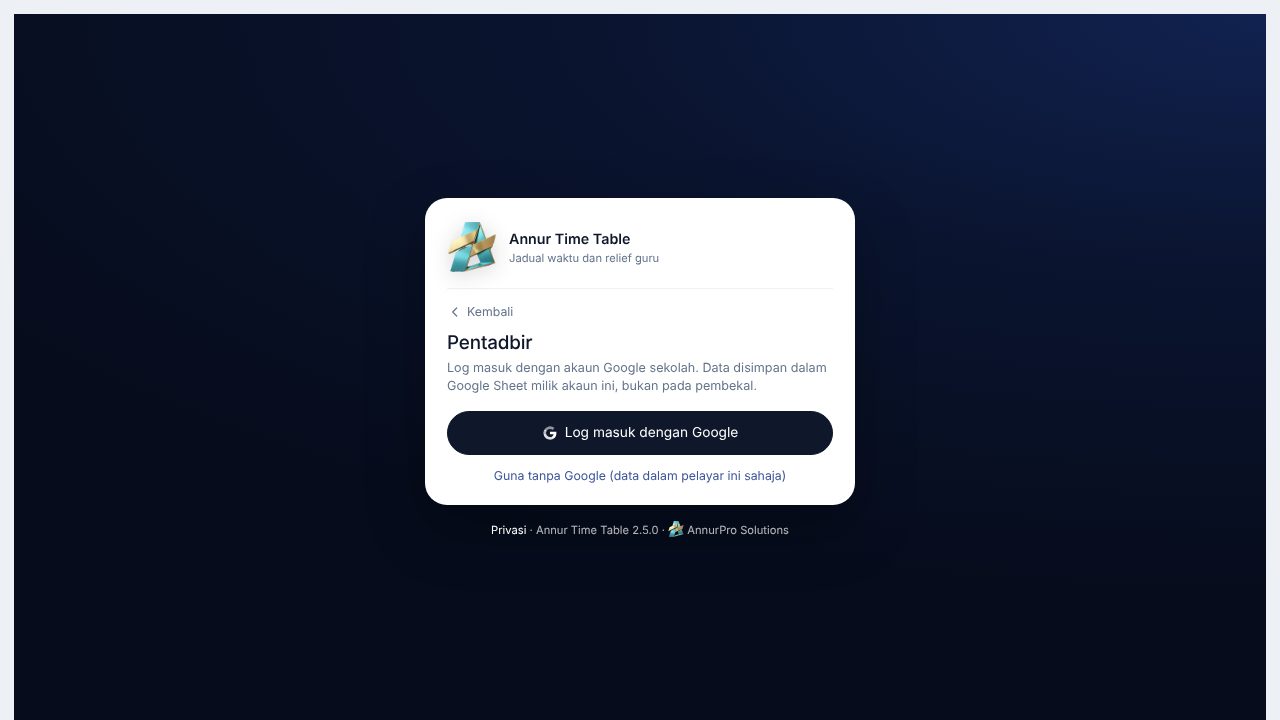 Annur Time Table
Jadual waktu dan relief guru
Kembali
Pentadbir
Log masuk dengan akaun Google sekolah. Data disimpan dalam
Google Sheet milik akaun ini, bukan pada pembekal.
Log masuk dengan Google
Guna tanpa Google (data dalam pelayar ini sahaja)
Privasi · Annur Time Table 2.5.0 · AnnurPro Solutions